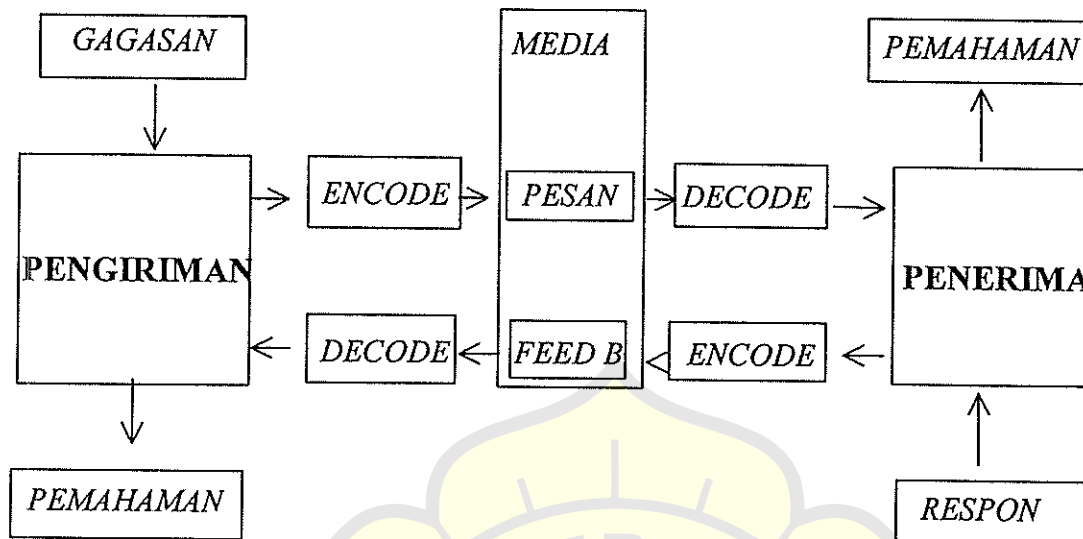 GAGASAN
MEDIA
PEMAHAMAN
ENCODE
PESAN
DECODE
PENGIRIMAN
PENERIMA
DECODE
FEED B
ENCODE
PEMAHAMAN
RESPON